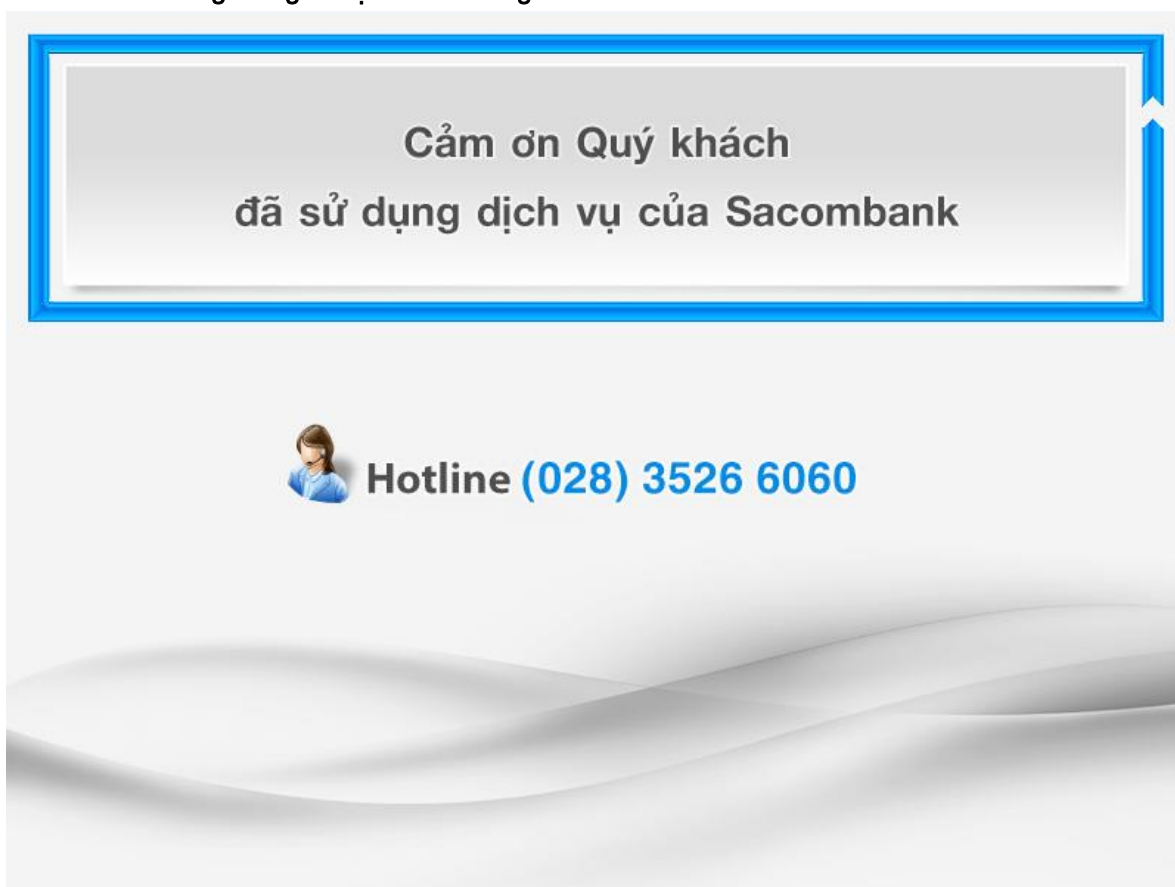 Cảm ơn Quý khách
đã sử dụng dịch vụ của Sacombank
Hotline (028) 3526 6060